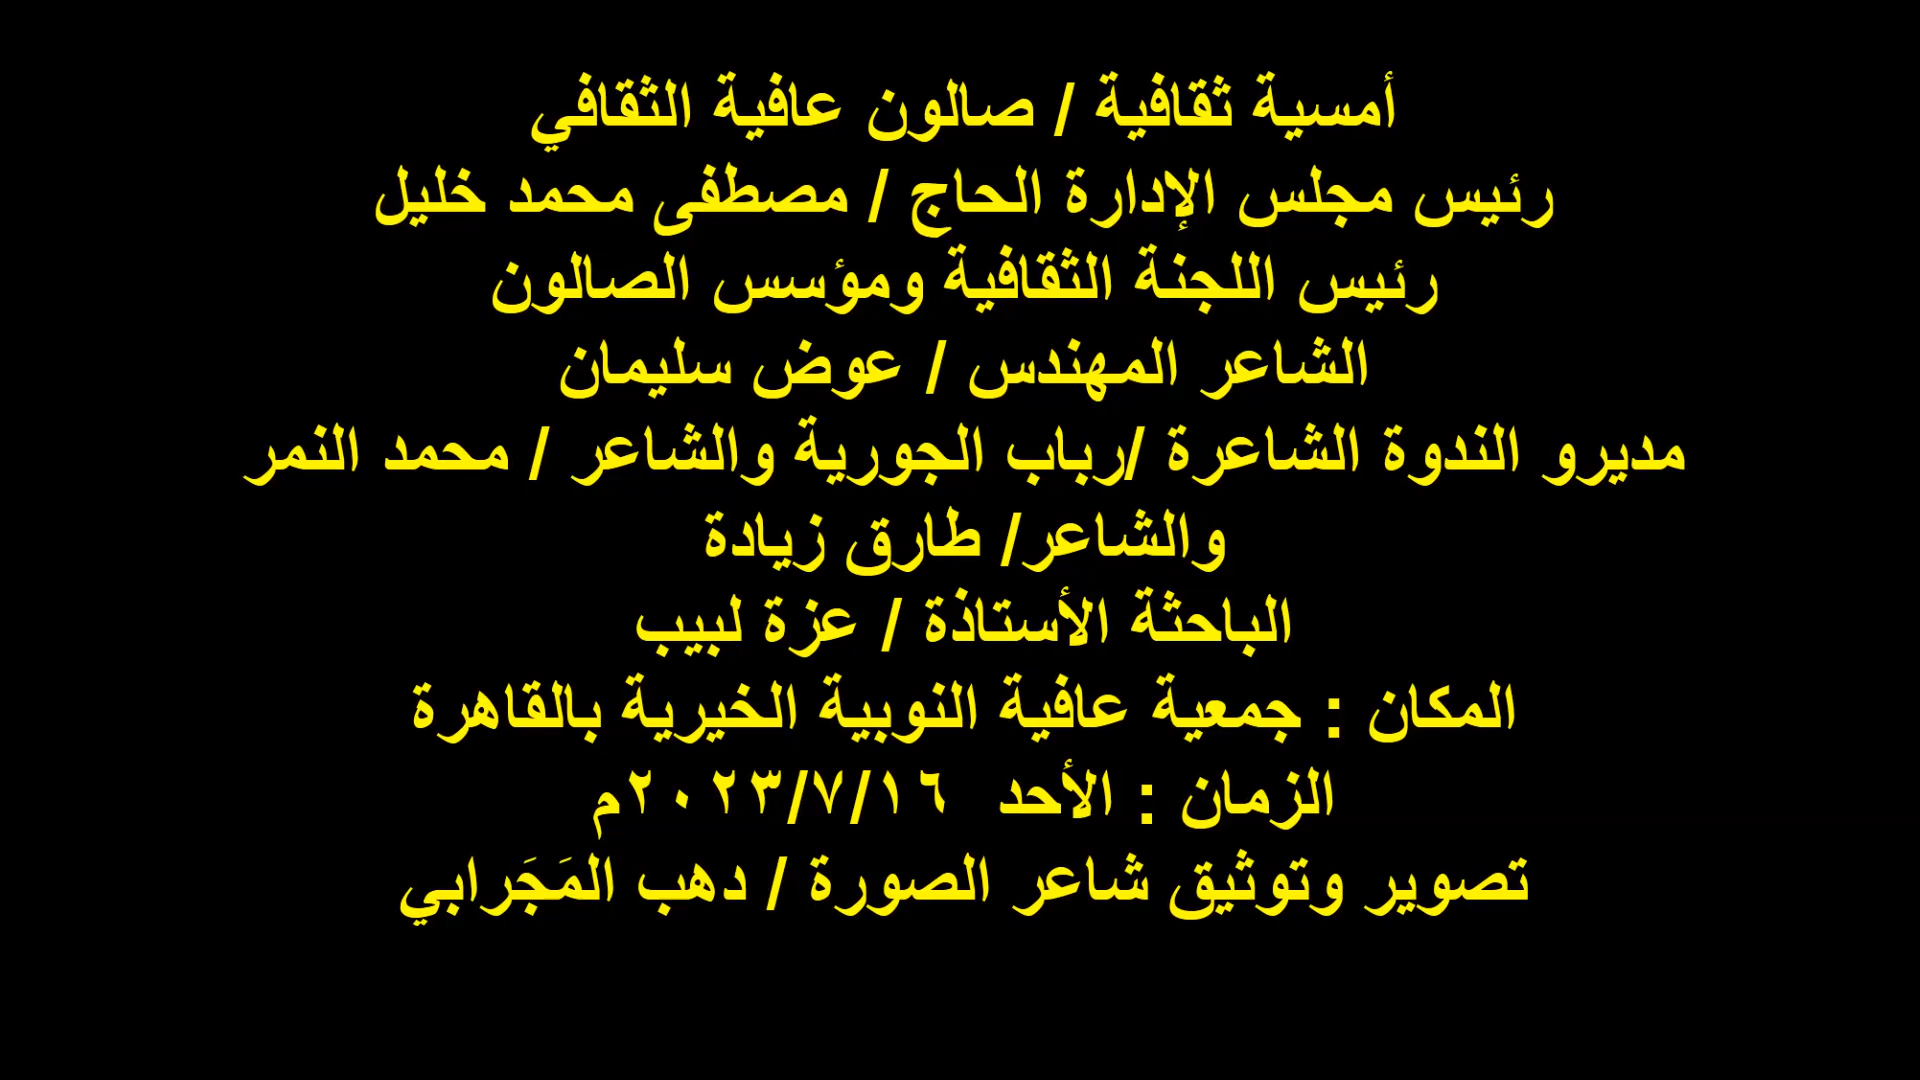 أمسية ثقافية / صالون عافية الثقافي
رئيس مجلس الإدارة الحاج / مصطفى محمد خليل
رئيس اللجنة الثقافية ومؤسس الصالون
الشاعر المهندس / عوض سليمان
مديرو الندوة الشاعرة /رباب الجورية والشاعر / محمد النمر
والشاعر/ طارق زيادة
الباحثة الأستاذة / عزة لبيب
المكان : جمعية عافية النوبية الخيرية بالقاهرة
الزمان : الأحد  ١٦/٧/٢٠٢٣م
تصوير وتوثيق شاعر الصورة / دهب المَجَرابي